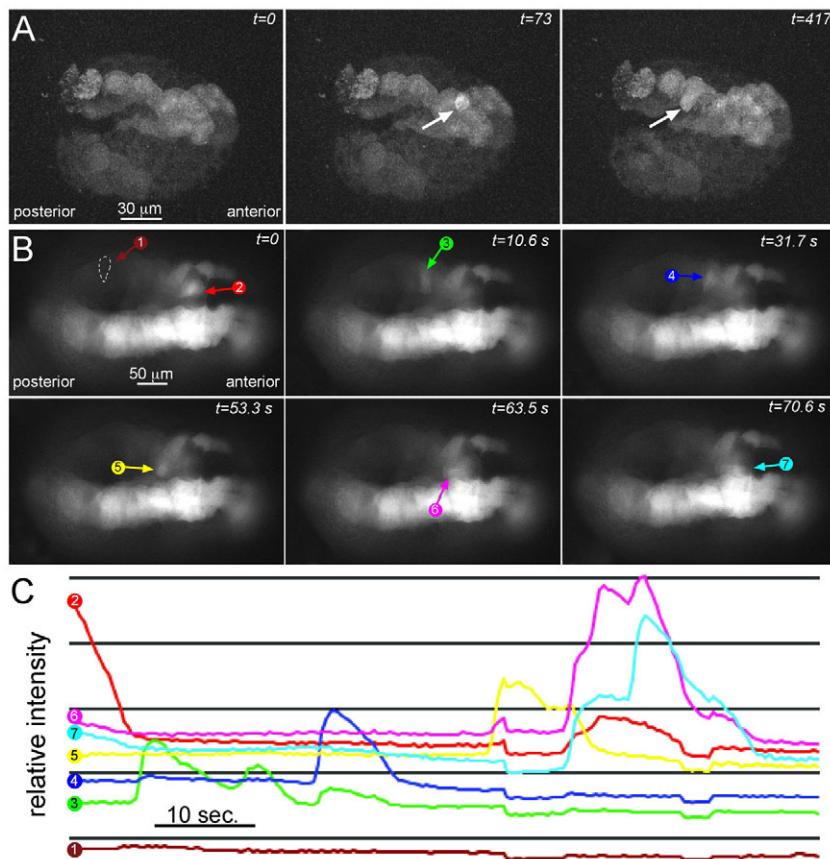 A
t=0
t=73
t=417
posterior
30 μm
anterior
B
t=0
t=10.6 s
t=31.7 s
1
2
3
4
posterior
50 μm
anterior
t=53.3 s
t=63.5 s
t=70.6 s
5
6
7
C
relative intensity
2
6
7
5
4
3
1
10 sec.